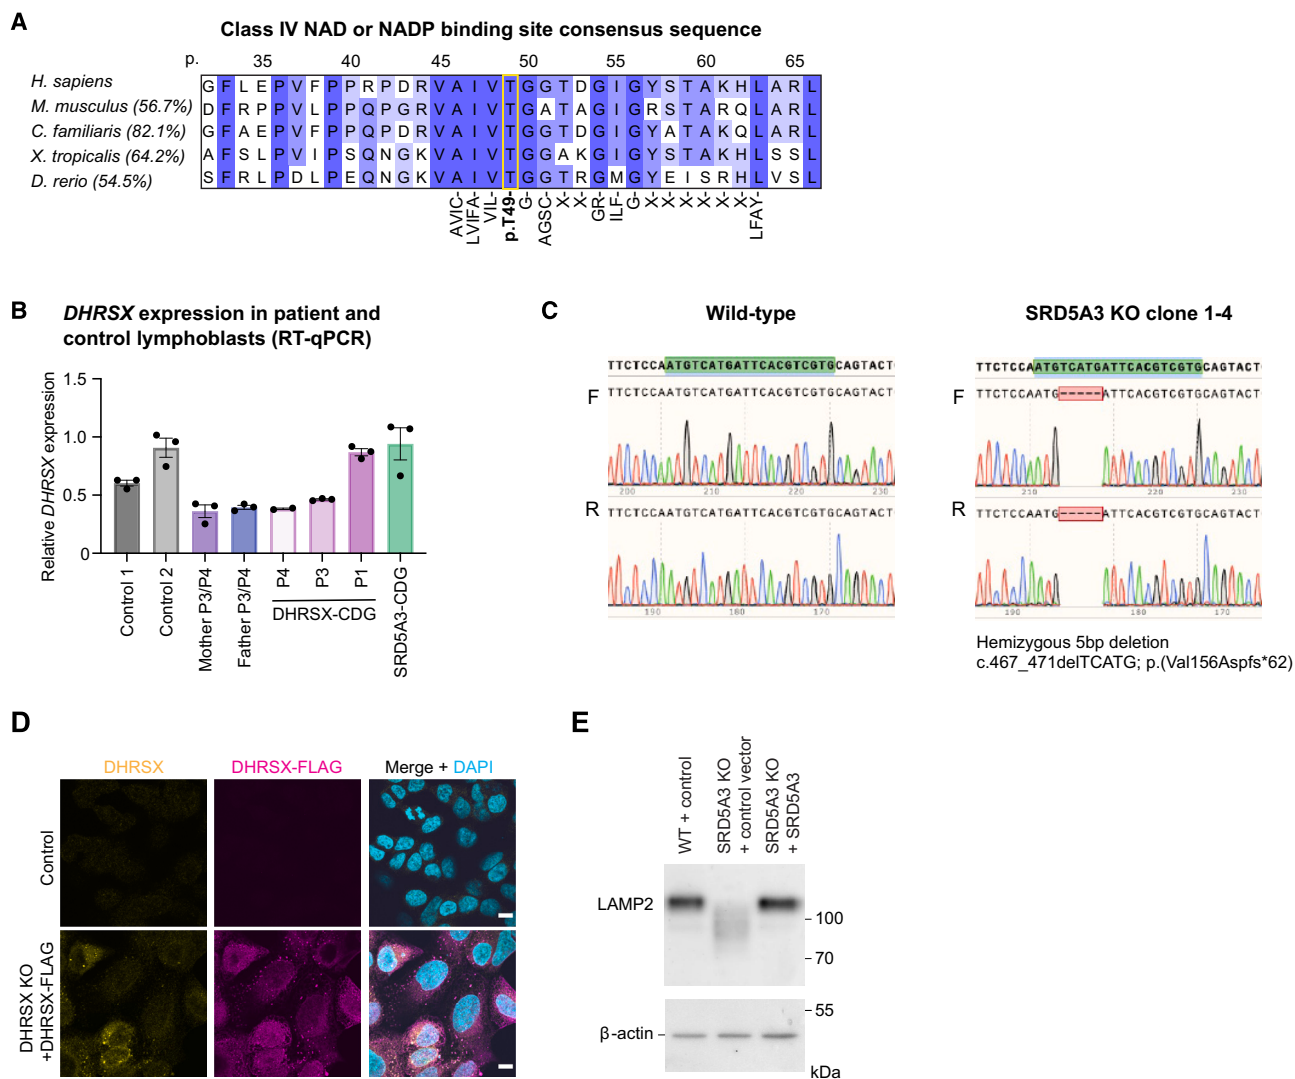 A
Class IV NAD or NADP binding site consensus sequence
p. 35 40 45 50 55 60 65
H. sapiens G F L E P V F P P R P D R V A I V T G G T D G I G Y S T A K H L A R L
M. musculus (56.7%) D F R P P V L P P Q P G R V A I V T G A T A G I G R S T A R Q L A R L
C. familiaris (82.1%) G F A E P V F P P Q P D R V A I V T G G T D G I G Y A T A K Q L A R L
X. tropicalis (64.2%) A F S L P V I P S Q N G K V A I V T G G A K G I G Y S T A K H L S S L
D. rerio (54.5%) S F R L P D L P E Q N G K V A I V T G G T R G M G Y E I S R H L V S L
AVIC- LVIFA- VIL- p.T49- G- AGSC- X- X- GR- ILF- G- X- X- X- X- X- X- LFAY-
B
DHRSX expression in patient and
control lymphoblasts (RT-qPCR)
Relative DHRSX expression
1.5
1.0
0.5
0
Control 1
Control 2
Mother P3/P4
Father P3/P4
P4
P3
P1
DHRSX-CDG
SRD5A3-CDG
C
Wild-type
TTCTCCAATGTCATGATTCACGTCGTGCAGTACT
F
TTCTCCAATGTCATGATTCACGTCGTGCAGTACT
200 210 220 230
R
TTCTCCAATGTCATGATTCACGTCGTGCAGTACT
190 180 170
SRD5A3 KO clone 1-4
TTCTCCAATGTCATGATTCACGTCGTGCAGTACT
F
TTCTCCAATG-----ATTCACGTCGTGCAGTACT
210 220 230
R
TTCTCCAATG-----ATTCACGTCGTGCAGTACT
190 180 170
Hemizygous 5bp deletion
c.467_471delTCATG; p.(Val156Aspfs*62)
D
DHRSX
DHRSX-FLAG
Merge + DAPI
Control
DHRSX KO
+DHRSX-FLAG
E
WT + control
SRD5A3 KO
+ control vector
SRD5A3 KO
+ SRD5A3
LAMP2
100
70
55
β-actin
kDa